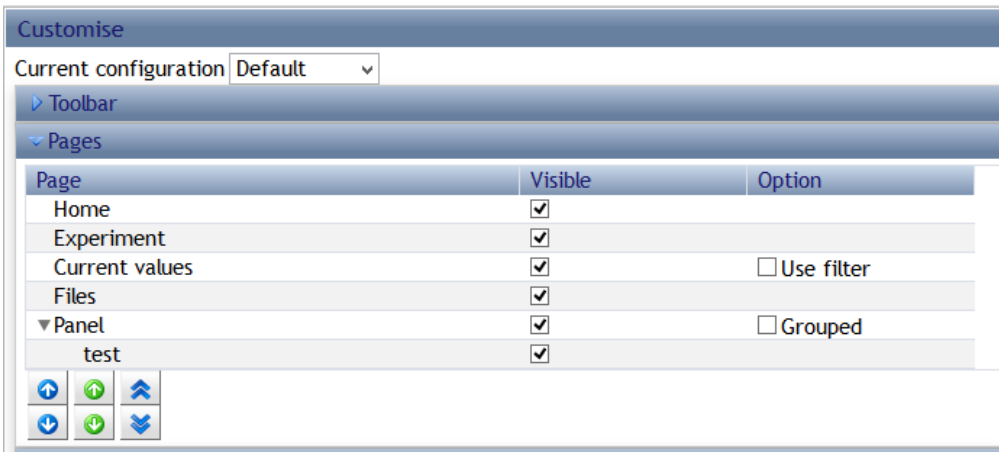 Customise
Current configuration Default
Toolbar
Pages
Page Visible Option
Home
Experiment
Current values Use filter
Files
Panel Grouped
test